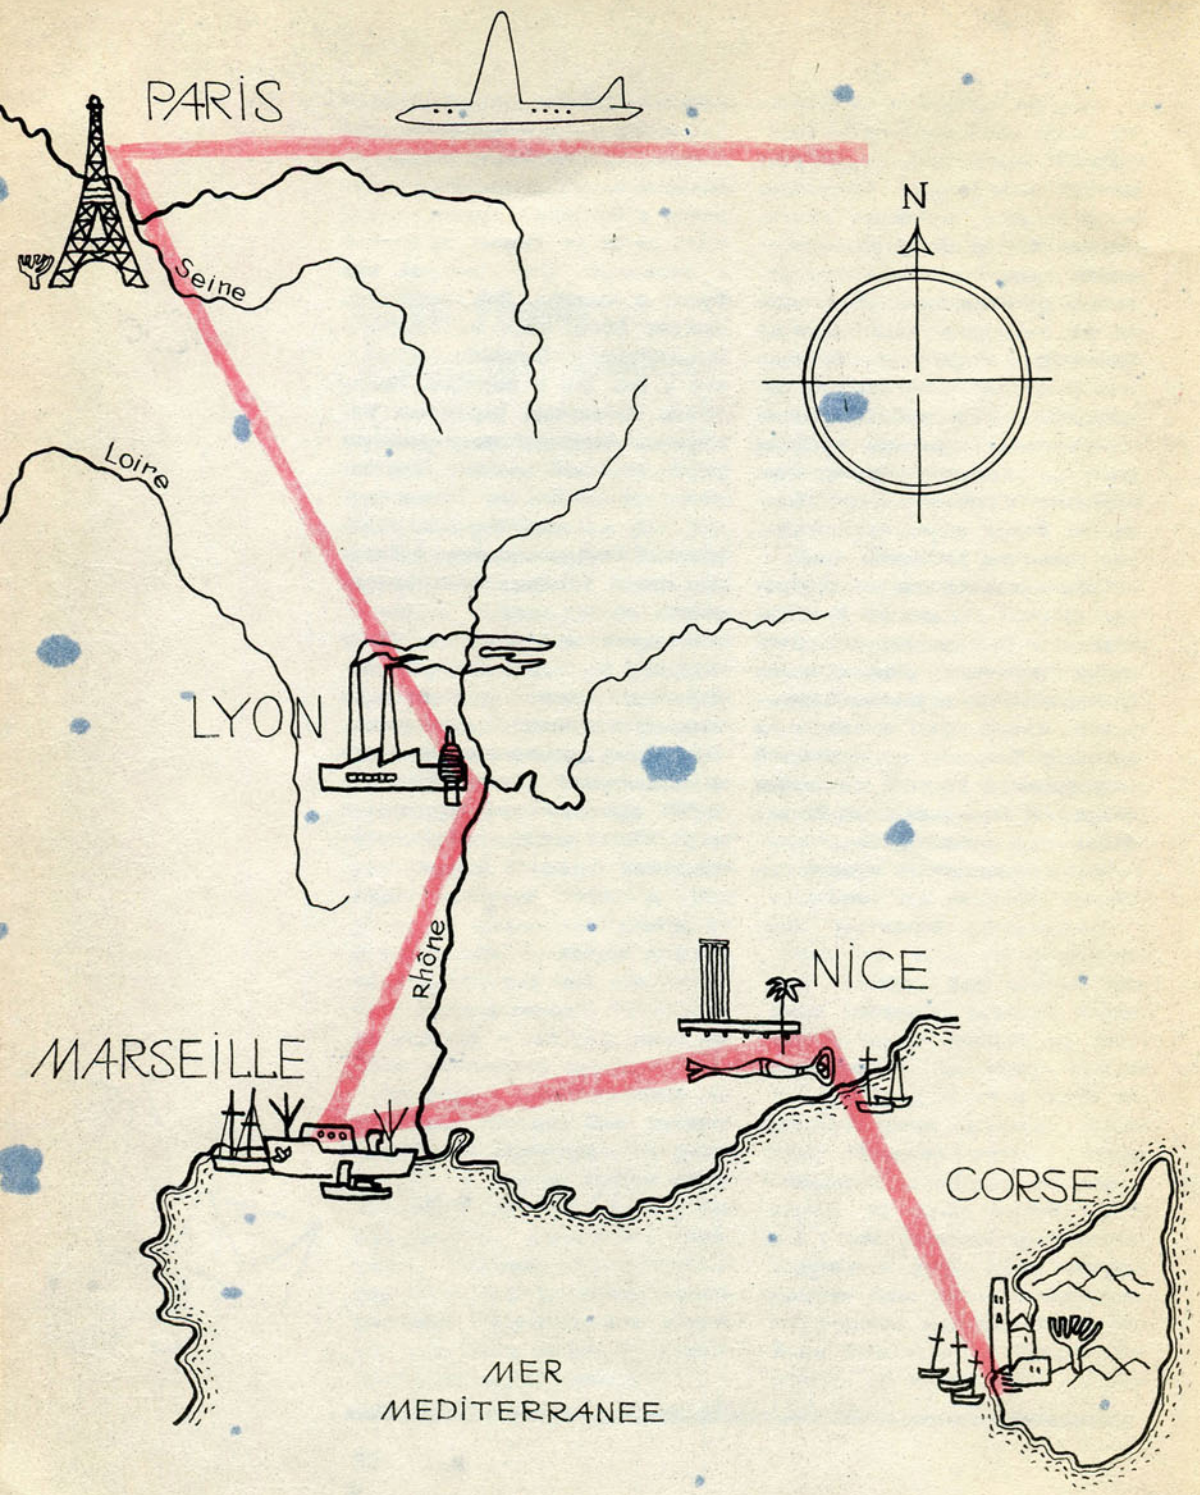 PARIS
N
Seine
Loire
LYON
Rhône
NICE
MARSEILLE
CORSE
MER
MEDITERRANEE